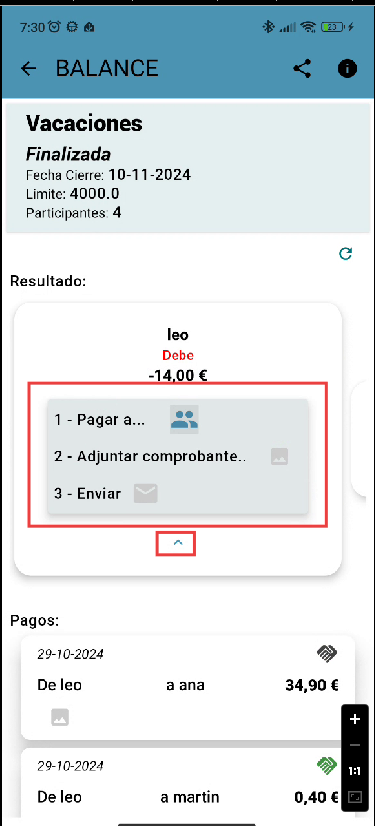 7:30
23
BALANCE
Vacaciones
Finalizada
Fecha Cierre: 10-11-2024
Limite: 4000.0
Participantes: 4
Resultado:
leo
Debe
-14,00 €
1 - Pagar a...
2 - Adjuntar comprobante..
3 - Enviar
Pagos:
29-10-2024
De leo a ana 34,90 €
29-10-2024
De leo a martin 0,40 €
1:1